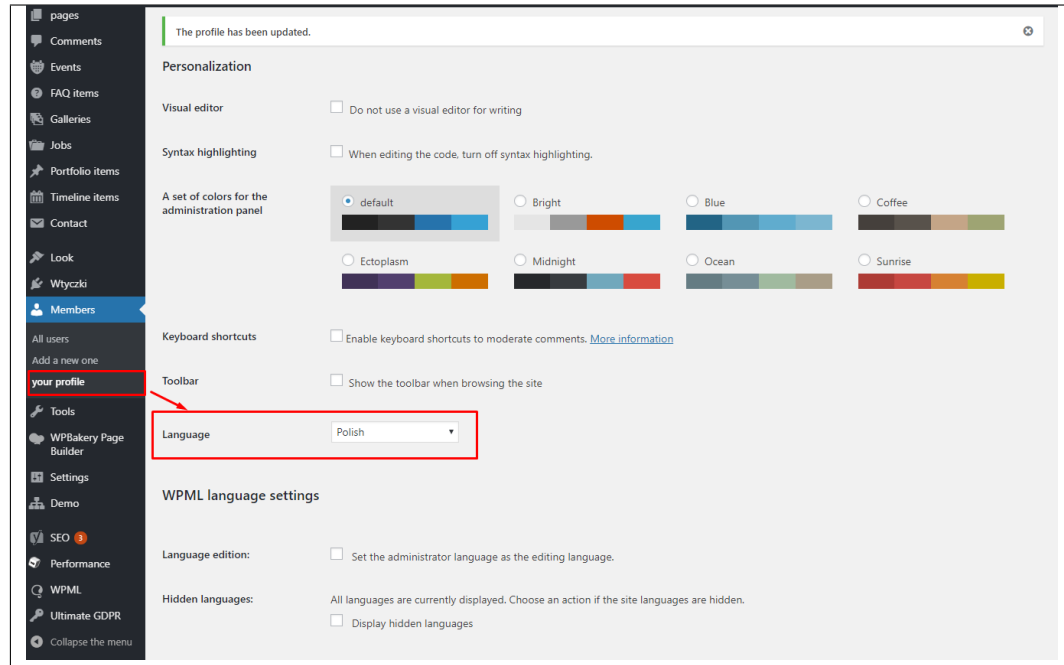 pages
Comments
Events
FAQ items
Galleries
Jobs
Portfolio items
Timeline items
Contact
Look
Wtyczki
Members
All users
Add a new one
your profile
Tools
WPBakery Page
Builder
Settings
Demo
SEO 3
Performance
WPML
Ultimate GDPR
Collapse the menu
The profile has been updated.
Personalization
Visual editor
Do not use a visual editor for writing
Syntax highlighting
When editing the code, turn off syntax highlighting.
A set of colors for the
administration panel
default
Bright
Blue
Coffee
Ectoplasm
Midnight
Ocean
Sunrise
Keyboard shortcuts
Enable keyboard shortcuts to moderate comments. More information
Toolbar
Show the toolbar when browsing the site
Language
Polish
WPML language settings
Language edition:
Set the administrator language as the editing language.
Hidden languages:
All languages are currently displayed. Choose an action if the site languages are hidden.
Display hidden languages